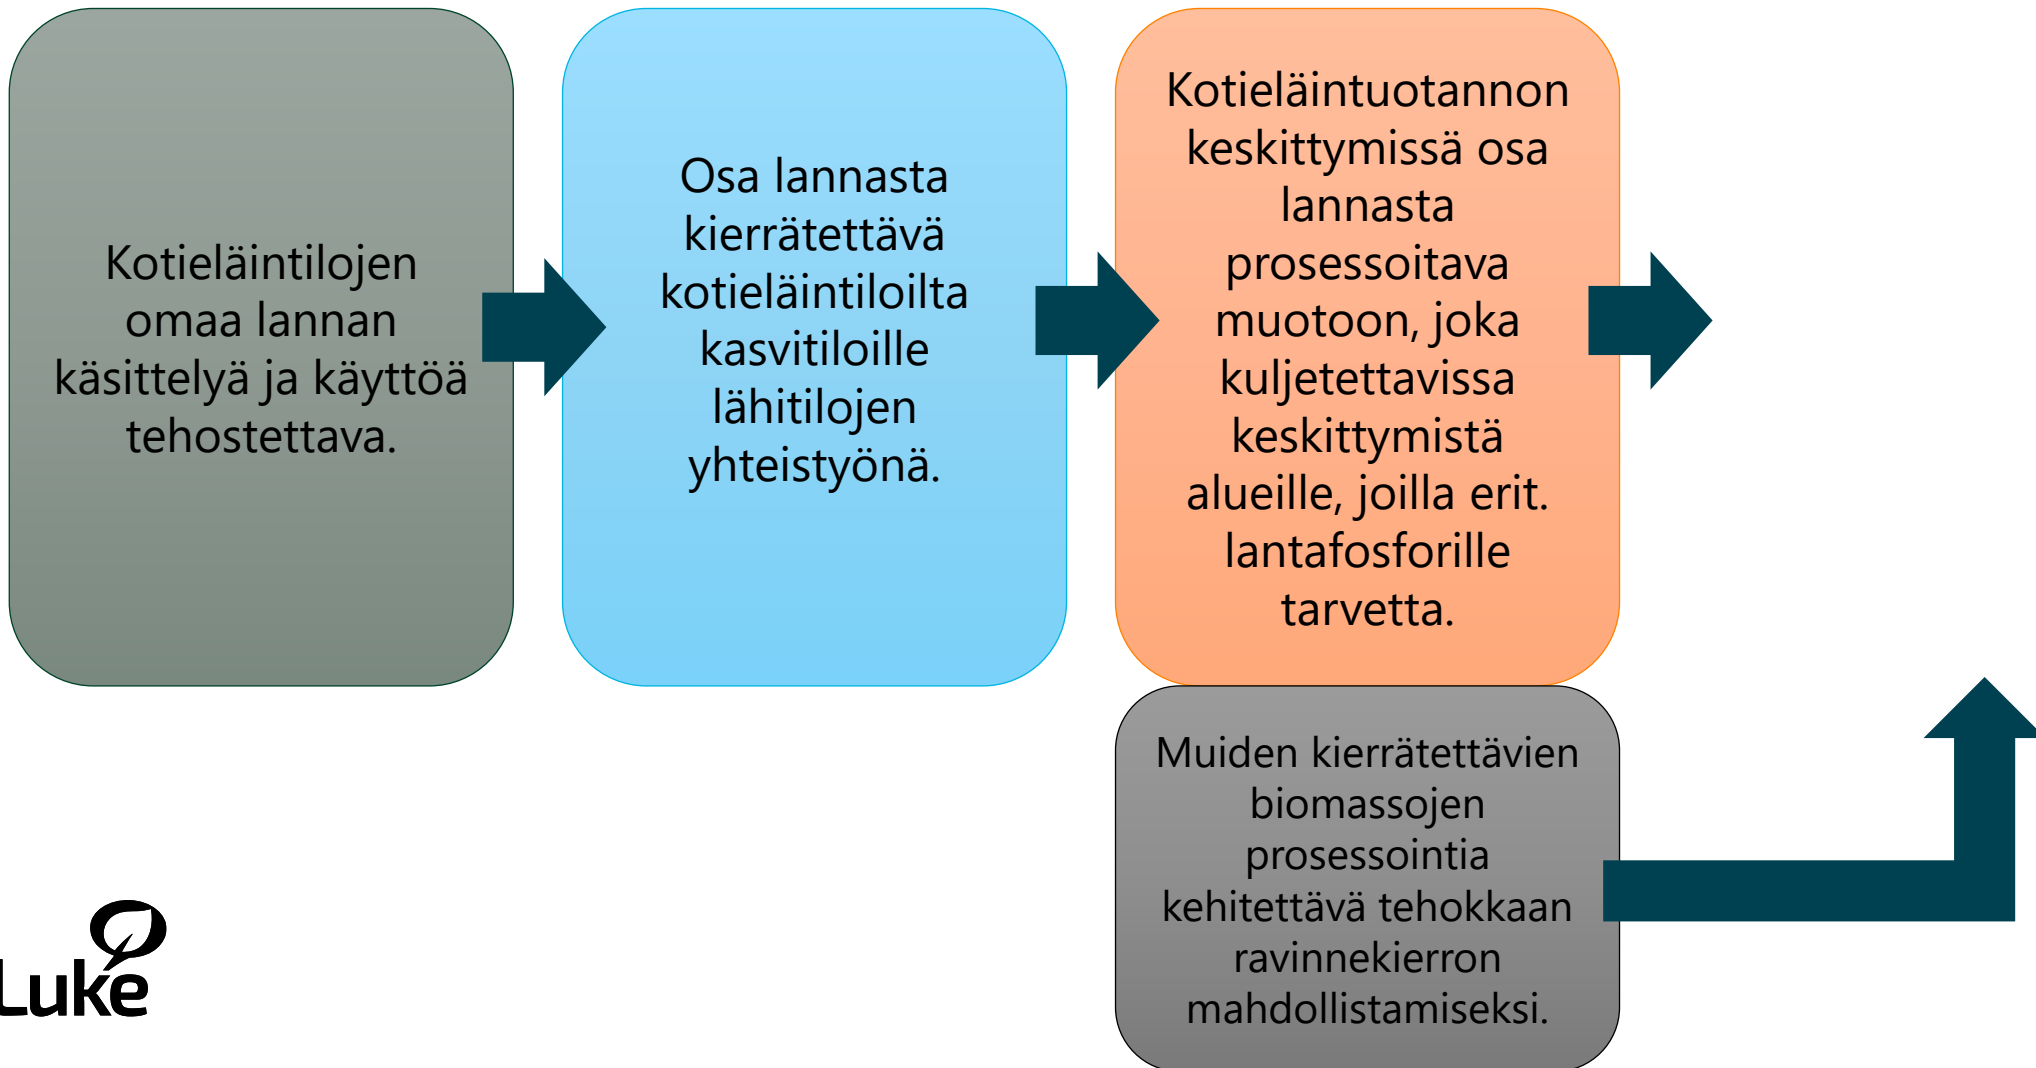 Kotieläintilojen
omaa lannan
käsittelyä ja käyttöä
tehostettava.
Osa lannasta
kierrätettävä
kotieläintiloilta
kasvitiloille
lähitilojen
yhteistyönä.
Kotieläintuotannon
keskittymissä osa
lannasta
prosessoitava
muotoon, joka
kuljetettavissa
keskittymistä
alueille, joilla erit.
lantafosforille
tarvetta.
Muiden kierrätettävien
biomassojen
prosessointia
kehitettävä tehokkaan
ravinnekierron
mahdollistamiseksi.
Luke